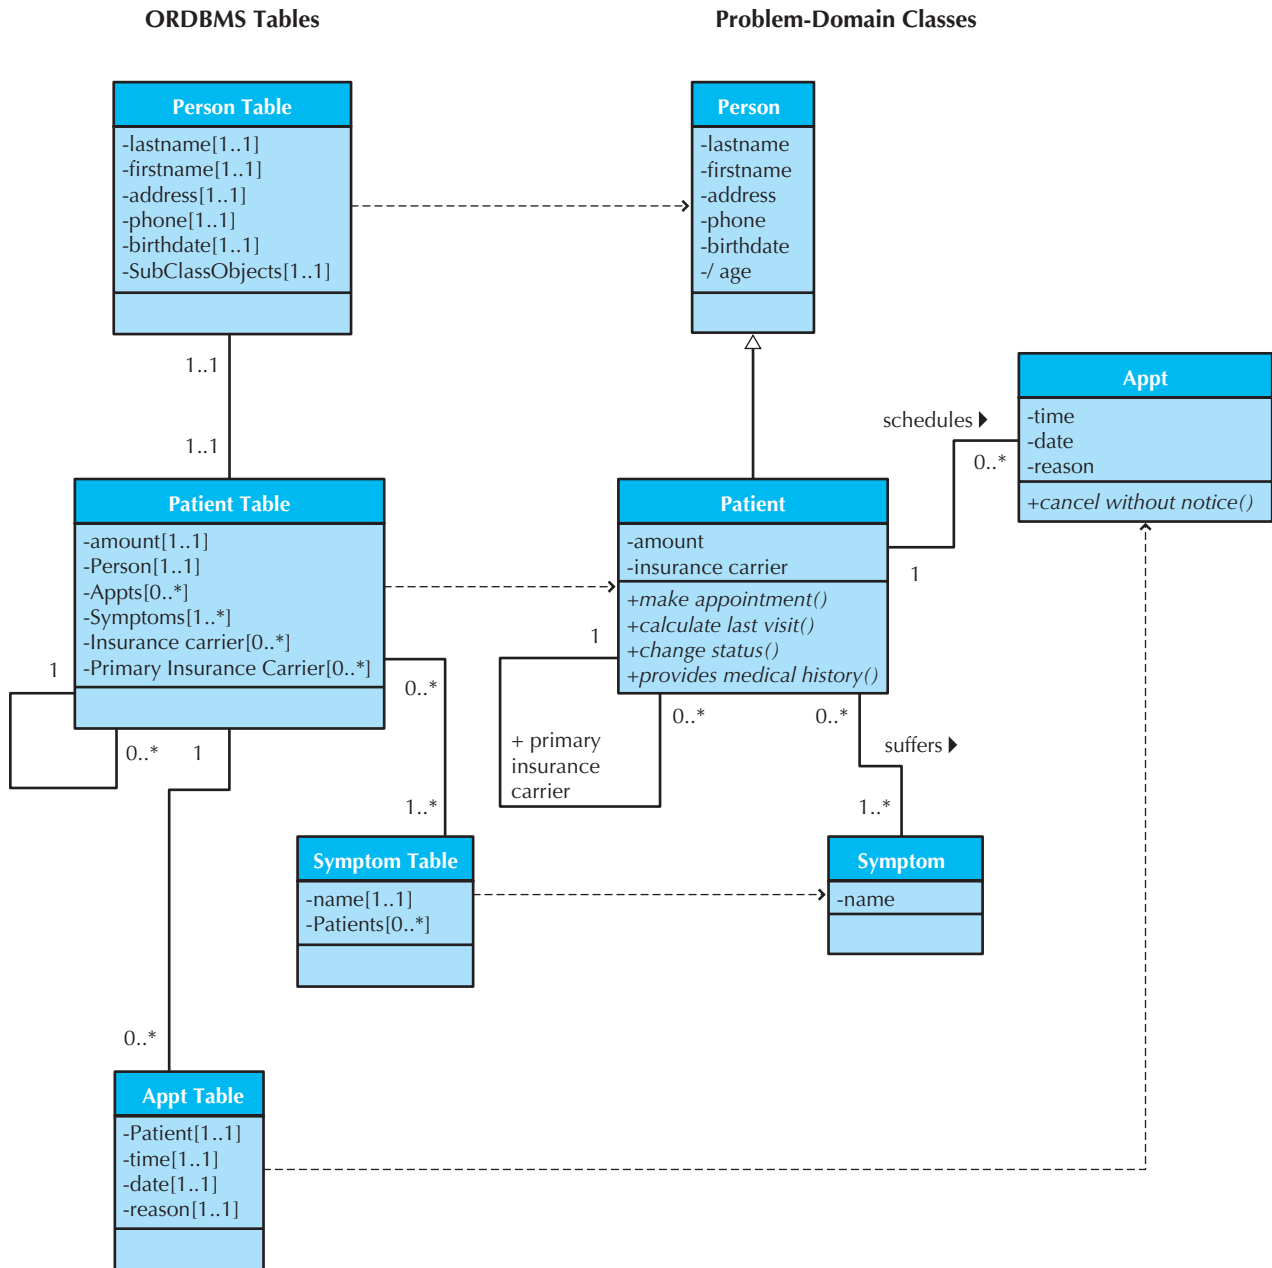 ORDBMS Tables
Problem-Domain Classes
Person Table
-lastname[1..1]
-firstname[1..1]
-address[1..1]
-phone[1..1]
-birthdate[1..1]
-SubClassObjects[1..1]
Person
-lastname
-firstname
-address
-phone
-birthdate
-/ age
1..1
1..1
Appt
-time
-date
-reason
+cancel without notice()
schedules
0..*
1
Patient Table
-amount[1..1]
-Person[1..1]
-Appts[0..*]
-Symptoms[1..*]
-Insurance carrier[0..*]
-Primary Insurance Carrier[0..*]
1
0..*
1
0..*
1..*
0..*
Patient
-amount
-insurance carrier
+make appointment()
+calculate last visit()
+change status()
+provides medical history()
1
0..*
+ primary
insurance
carrier
0..*
suffers
1..*
Symptom Table
-name[1..1]
-Patients[0..*]
Symptom
-name
Appt Table
-Patient[1..1]
-time[1..1]
-date[1..1]
-reason[1..1]